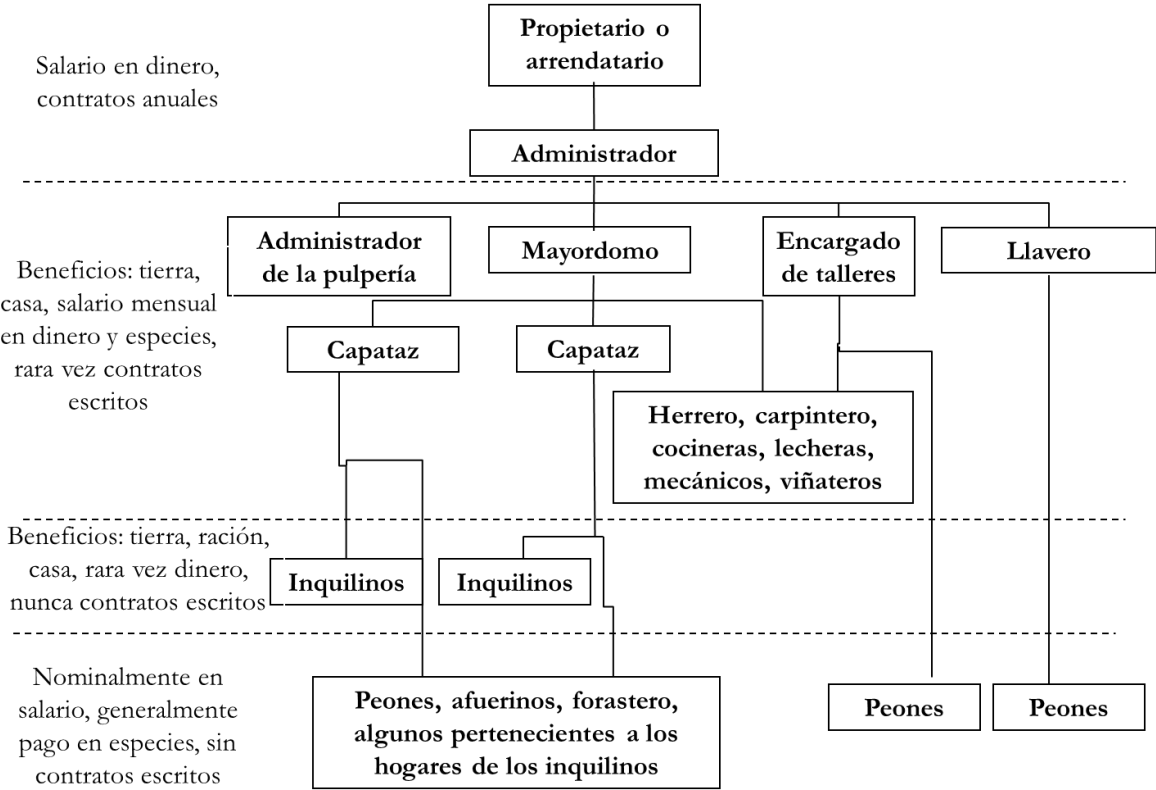 Propietario o
arrendatario
Salario en dinero,
contratos anuales
Administrador
Administrador
de la pulpería
Mayordomo
Encargado
de talleres
Llavero
Beneficios: tierra,
casa, salario mensual
en dinero y especies,
rara vez contratos
escritos
Capataz
Capataz
Herrero, carpintero,
cocineras, lecheras,
mecánicos, viñateros
Beneficios: tierra, ración,
casa, rara vez dinero,
nunca contratos escritos
Inquilinos
Inquilinos
Nominalmente en
salario, generalmente
pago en especies, sin
contratos escritos
Peones, afuerinos, forastero,
algunos pertenecientes a los
hogares de los inquilinos
Peones
Peones